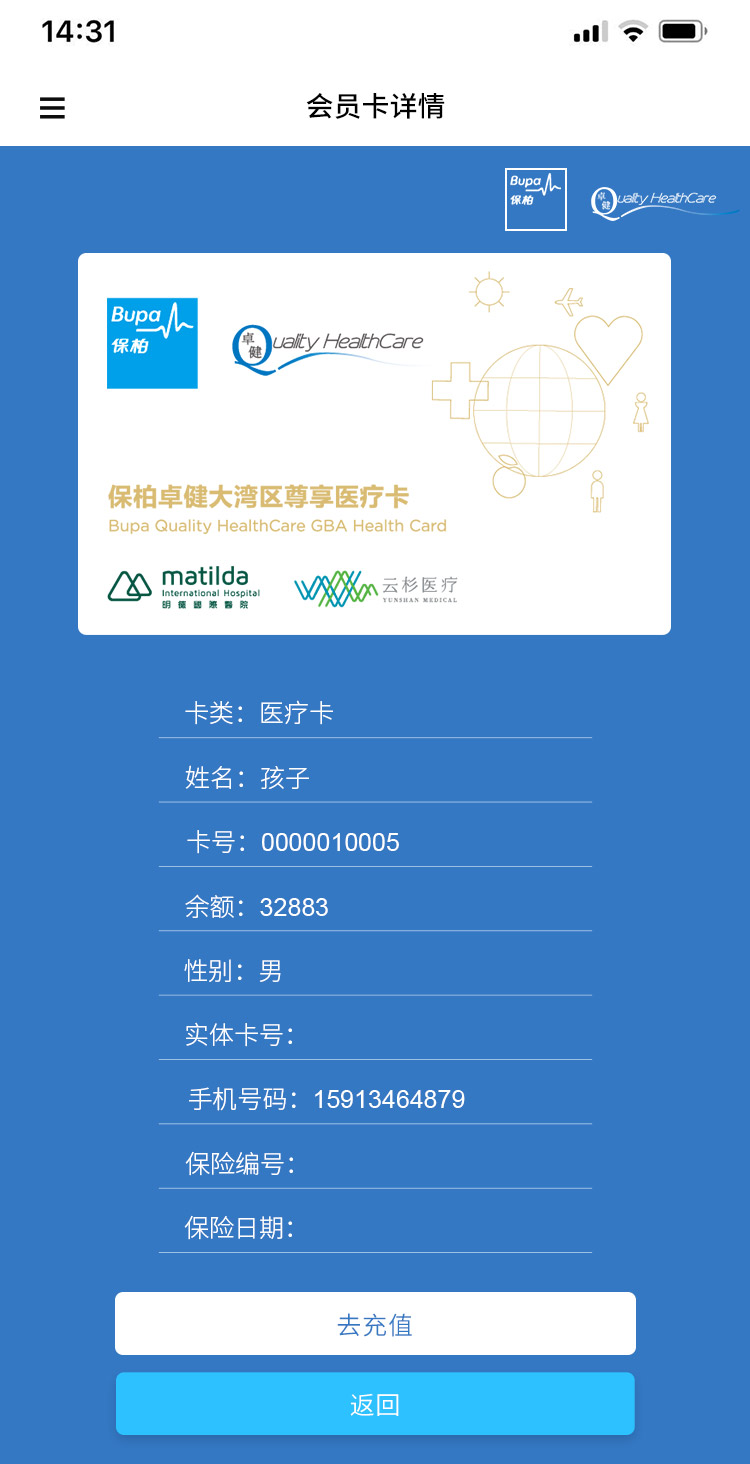 14:31
会员卡详情
Bupa
保柏
Quality HealthCare
卓健
Bupa
保柏
Quality HealthCare
卓健
保柏卓健大湾区尊享医疗卡
Bupa Quality HealthCare GBA Health Card
matilda
International Hospital
明德國際醫院
云杉医疗
YUNSHAN MEDICAL
卡类：医疗卡
姓名：孩子
卡号：0000010005
余额：32883
性别：男
实体卡号：
手机号码：15913464879
保险编号：
保险日期：
去充值
返回